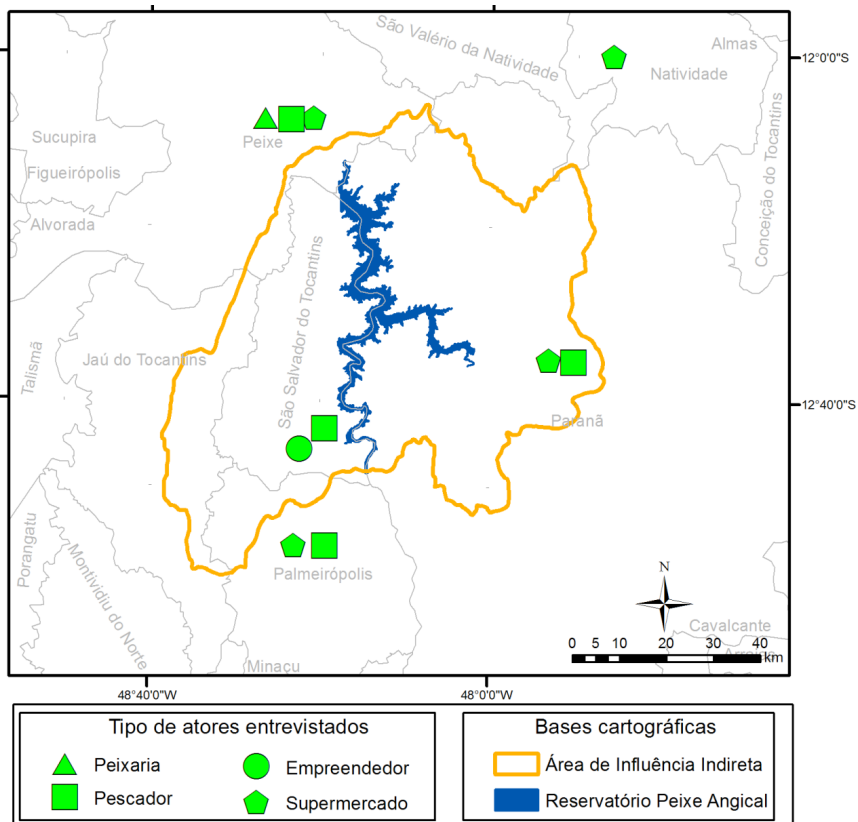 São Valério da Natividade
Almas
12°0'0"S
Natividade
Sucupira
Peixe
Figueirópolis
Conceição do Tocantins
Alvorada
São Salvador do Tocantins
Talismã
Jaú do Tocantins
12°40'0"S
Paranã
Porangatu
Montividiu do Norte
Palmeirópolis
N
Cavalcante
0 5 10 20 30 40
km
Minaçu
48°40'0"W
48°0'0"W
Tipo de atores entrevistados
Peixaria
Empreendedor
Pescador
Supermercado
Bases cartográficas
Área de Influência Indireta
Reservatório Peixe Angical